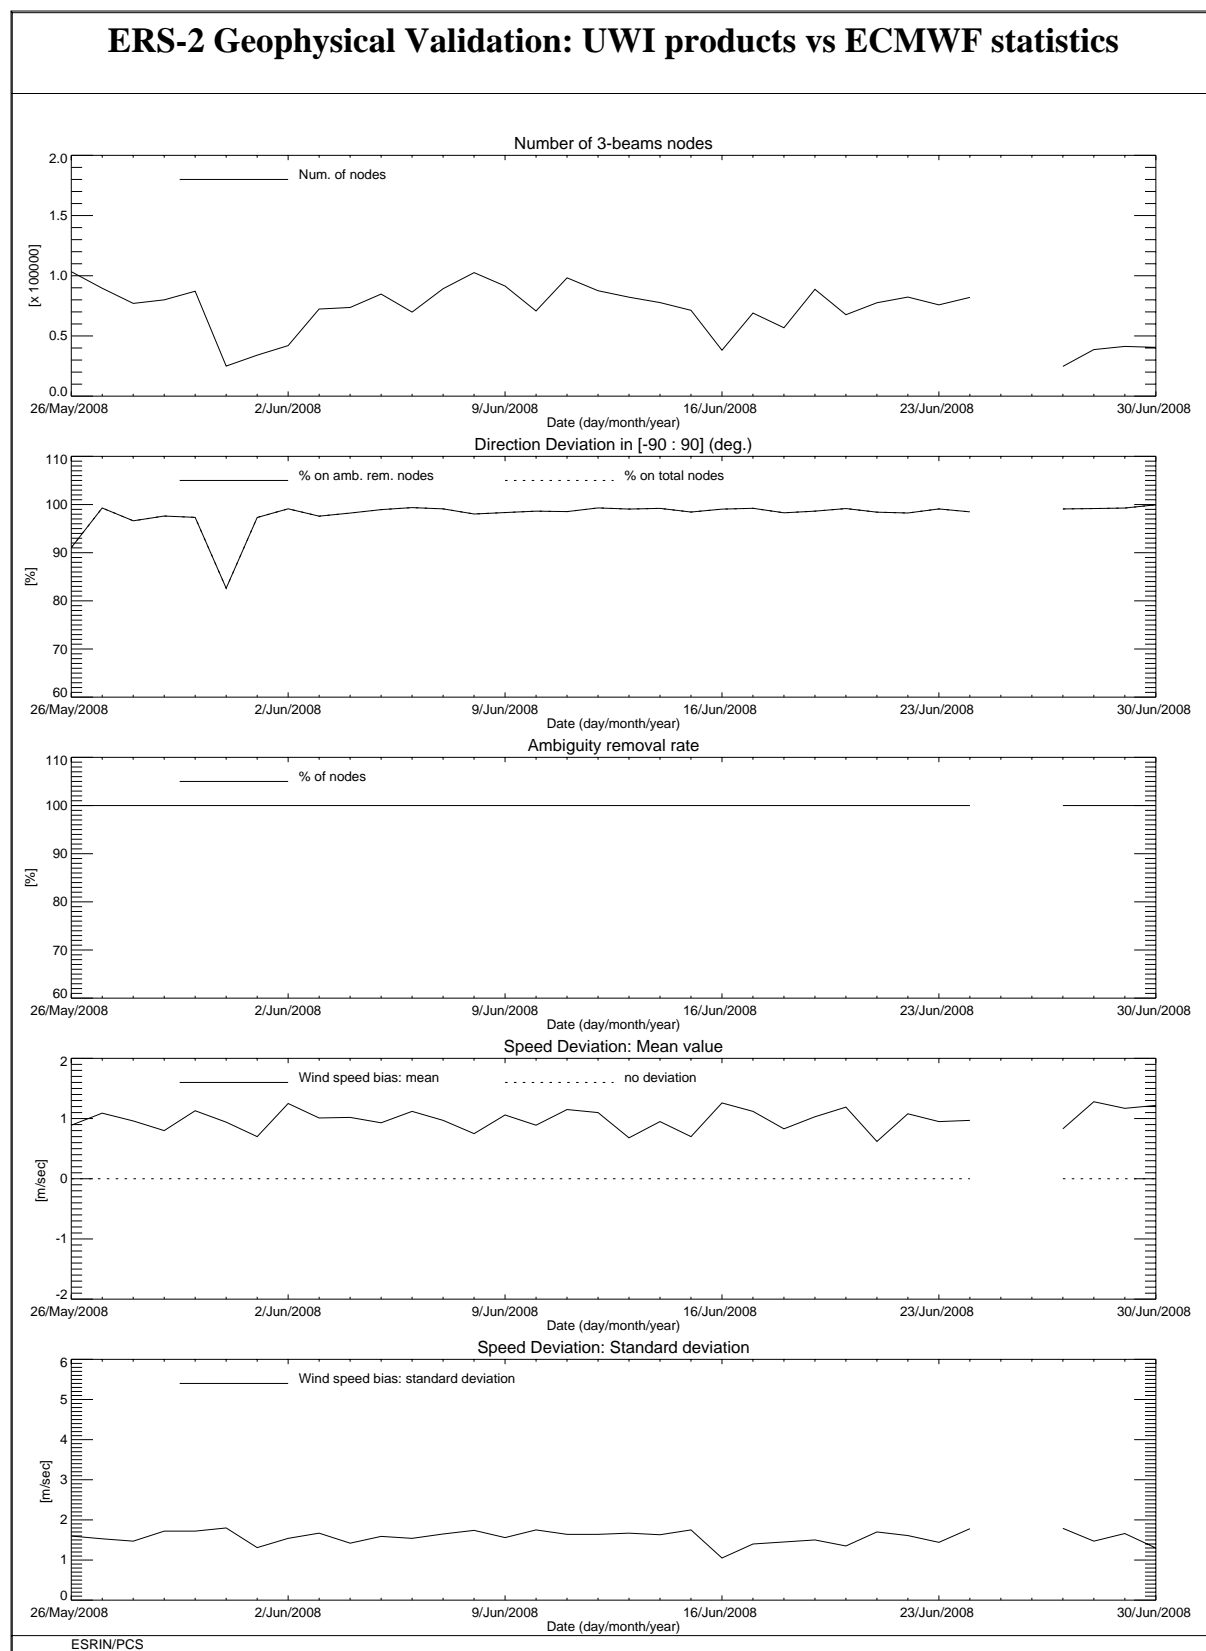 ERS-2 Geophysical Validation: UWI products vs ECMWF statistics
Number of 3-beams nodes
Num. of nodes
2.0
1.5
1.0
0.5
0.0
[x 100000]
26/May/2008 2/Jun/2008 9/Jun/2008 16/Jun/2008 23/Jun/2008 30/Jun/2008
Date (day/month/year)
Direction Deviation in [-90 : 90] (deg.)
% on amb. rem. nodes % on total nodes
110
100
90
80
70
60
[%]
26/May/2008 2/Jun/2008 9/Jun/2008 16/Jun/2008 23/Jun/2008 30/Jun/2008
Date (day/month/year)
Ambiguity removal rate
% of nodes
110
100
90
80
70
60
[%]
26/May/2008 2/Jun/2008 9/Jun/2008 16/Jun/2008 23/Jun/2008 30/Jun/2008
Date (day/month/year)
Speed Deviation: Mean value
Wind speed bias: mean no deviation
2
1
0
-1
-2
[m/sec]
26/May/2008 2/Jun/2008 9/Jun/2008 16/Jun/2008 23/Jun/2008 30/Jun/2008
Date (day/month/year)
Speed Deviation: Standard deviation
Wind speed bias: standard deviation
6
5
4
3
2
1
0
[m/sec]
26/May/2008 2/Jun/2008 9/Jun/2008 16/Jun/2008 23/Jun/2008 30/Jun/2008
Date (day/month/year)
ESRIN/PCS